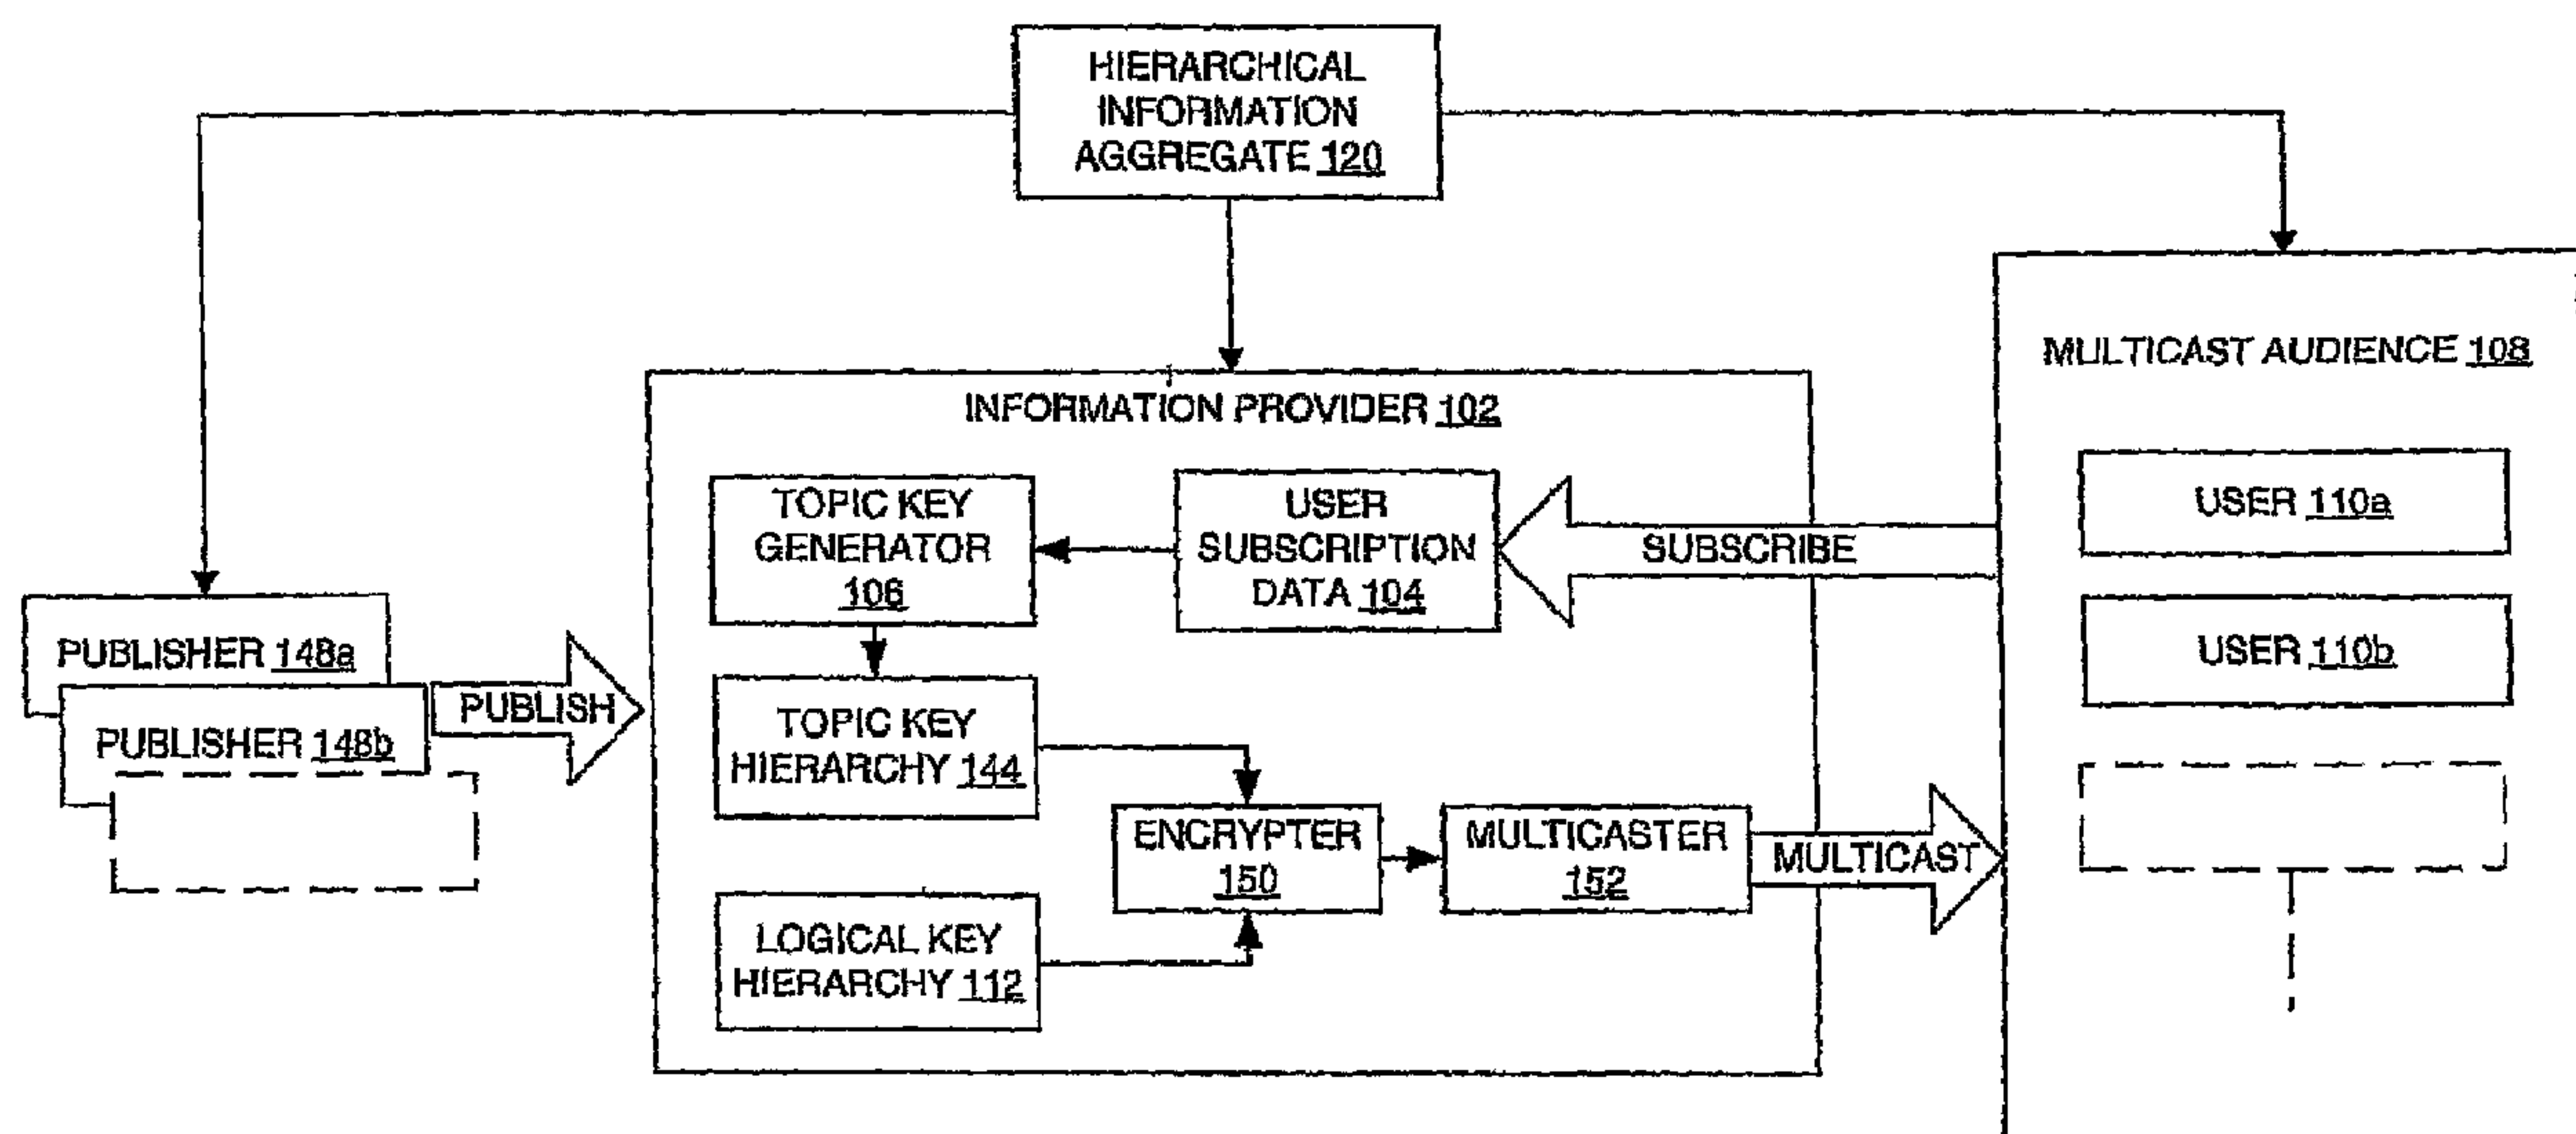 HIERARCHICAL
INFORMATION
AGGREGATE 120
MULTICAST AUDIENCE 108
INFORMATION PROVIDER 102
TOPIC KEY
GENERATOR
106
USER
SUBSCRIPTION
DATA 104
SUBSCRIBE
USER 110a
USER 110b
PUBLISHER 148a
PUBLISHER 148b
PUBLISH
TOPIC KEY
HIERARCHY 144
ENCRYPTER
150
MULTICASTER
152
MULTICAST
LOGICAL KEY
HIERARCHY 112